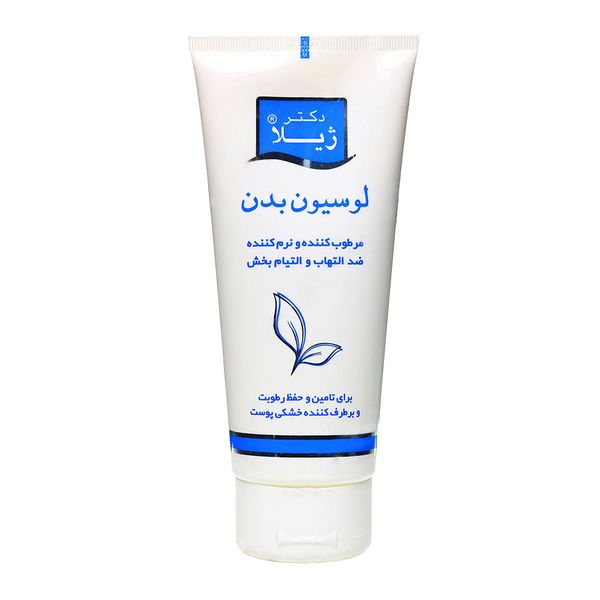 دکتر
ژیلا ®
لوسیون بدن
مرطوب کننده و نرم کننده
ضد التهاب و التیام بخش
برای تامین و حفظ رطوبت
و برطرف کننده خشکی پوست